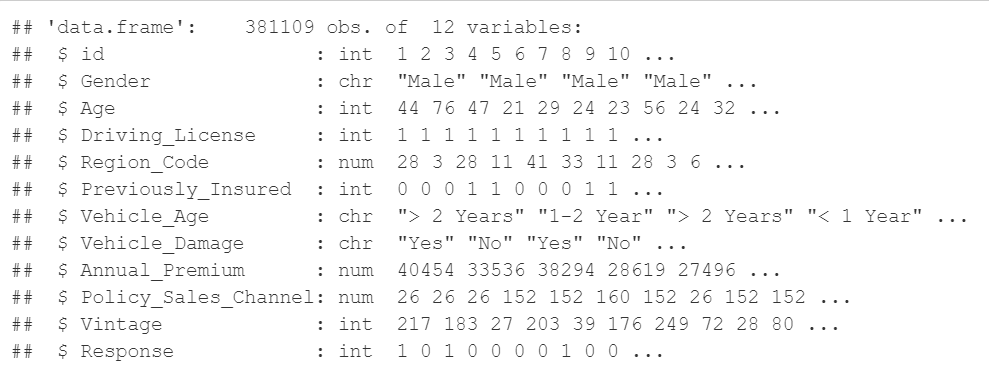 ## 'data.frame':    381109 obs. of  12 variables:
##  $ id                  : int  1 2 3 4 5 6 7 8 9 10 ...
##  $ Gender              : chr  "Male" "Male" "Male" "Male" ...
##  $ Age                 : int  44 76 47 21 29 24 23 56 24 32 ...
##  $ Driving_License     : int  1 1 1 1 1 1 1 1 1 1 ...
##  $ Region_Code         : num  28 3 28 11 41 33 11 28 3 6 ...
##  $ Previously_Insured  : int  0 0 0 1 1 0 0 0 1 1 ...
##  $ Vehicle_Age         : chr  "> 2 Years" "1-2 Year" "> 2 Years" "< 1 Year" ...
##  $ Vehicle_Damage      : chr  "Yes" "No" "Yes" "No" ...
##  $ Annual_Premium      : num  40454 33536 38294 28619 27496 ...
##  $ Policy_Sales_Channel: num  26 26 26 152 152 160 152 26 152 152 ...
##  $ Vintage             : int  217 183 27 203 39 176 249 72 28 80 ...
##  $ Response            : int  1 0 1 0 0 0 0 1 0 0 ...